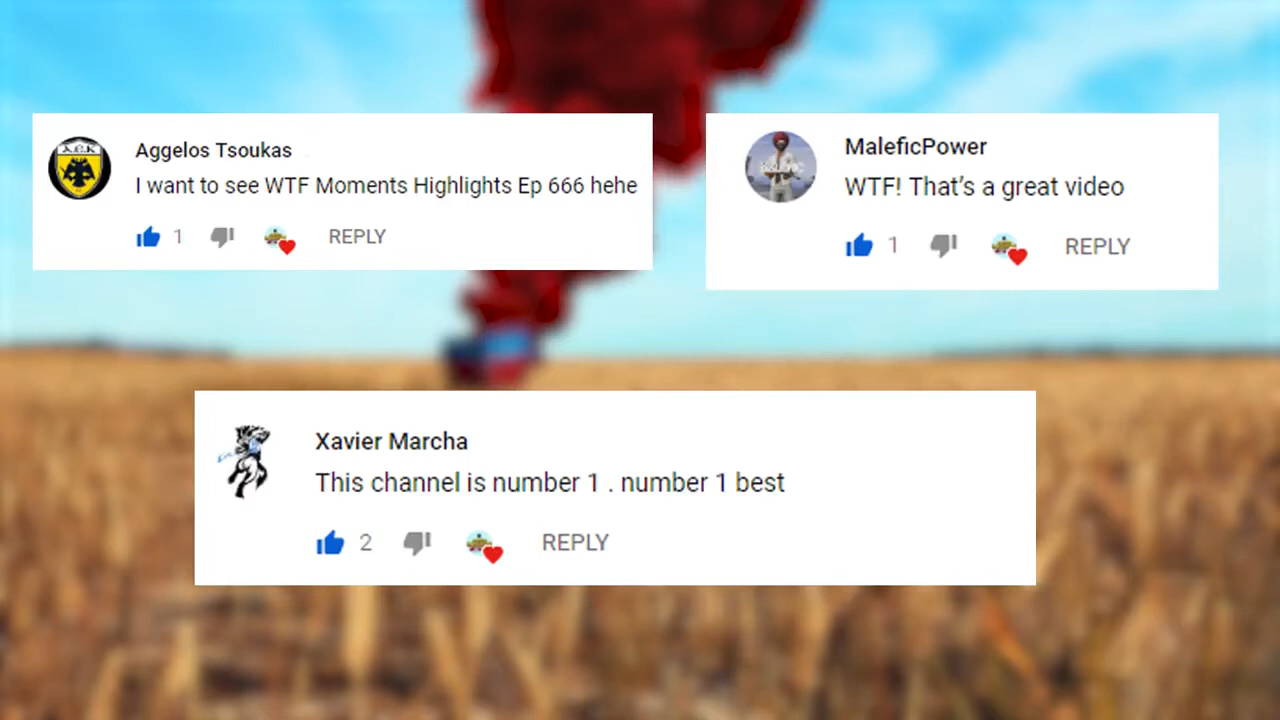 Aggelos Tsoukas
I want to see WTF Moments Highlights Ep 666 hehe
1 REPLY
MaleficPower
WTF! That's a great video
1 REPLY
Xavier Marcha
This channel is number 1 . number 1 best
2 REPLY